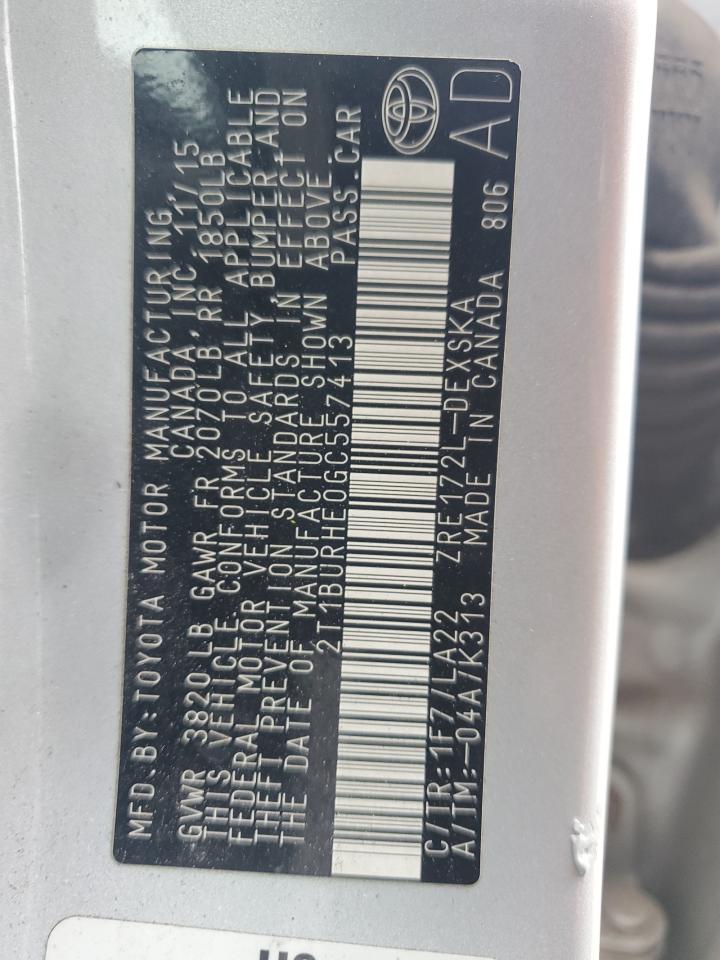 MFD.BY:TOYOTA MOTOR MANUFACTURING,
CANADA, INC 11/15
GVWR 3820 LB GAWR FR 2070LB, RR 1850LB
THIS VEHICLE CONFORMS TO ALL APPLICABLE
FEDERAL MOTOR VEHICLE SAFETY, BUMPER, AND
THEFT PREVENTION STANDARDS IN EFFECT ON
THE DATE OF MANUFACTURE SHOWN ABOVE.
2T1BURHE0GC557413 PASS.CAR
C/TR:1F7/LA22 ZRE172L-DEXSKA
A/TM:-04A/K313 MADE IN CANADA 806 AD